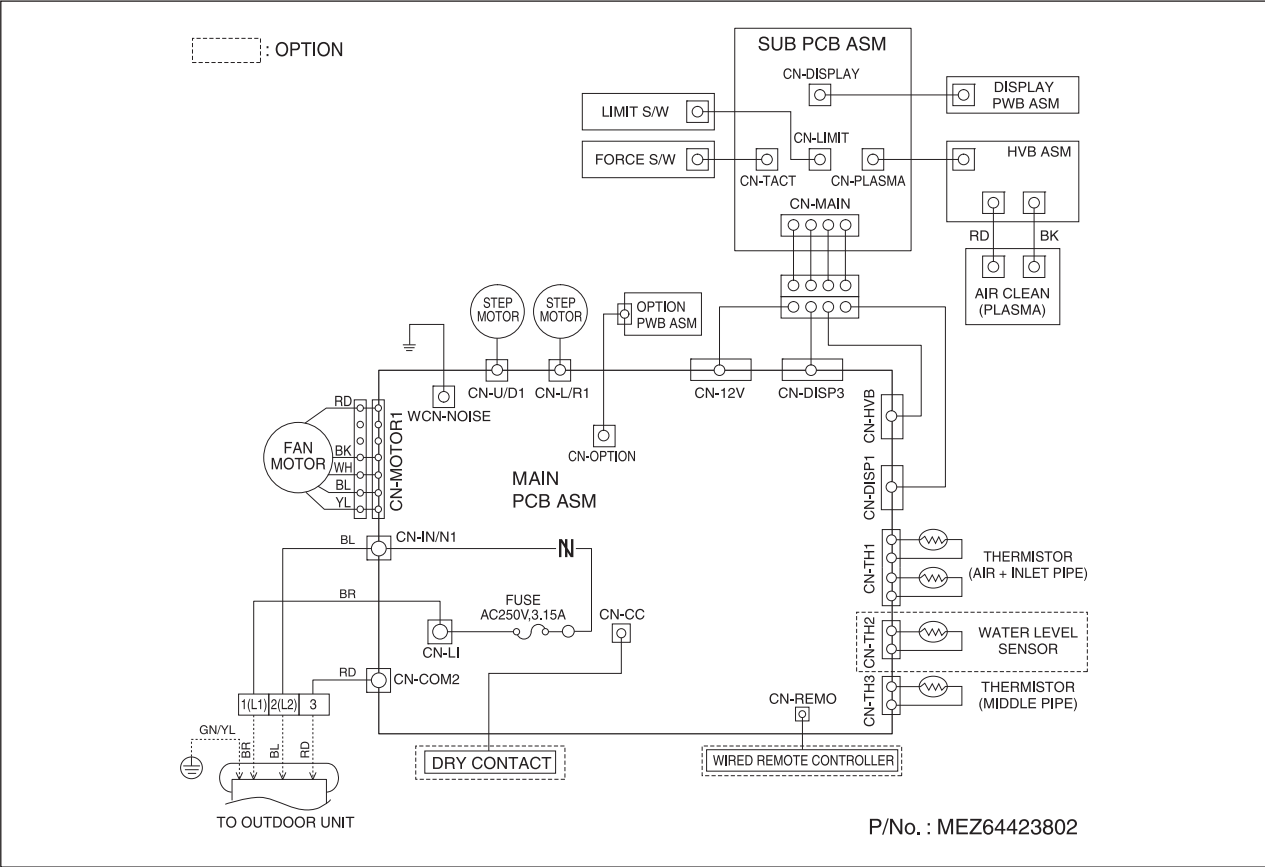 : OPTION
SUB PCB ASM
CN-DISPLAY
DISPLAY
PWB ASM
LIMIT S/W
CN-LIMIT
FORCE S/W
HVB ASM
CN-TACT
CN-PLASMA
CN-MAIN
RD
BK
AIR CLEAN
(PLASMA)
STEP
MOTOR
STEP
MOTOR
OPTION
PWB ASM
CN-U/D1
CN-L/R1
CN-12V
CN-DISP3
WCN-NOISE
CN-HVB
RD
FAN
MOTOR
BK
WH
BL
YL
CN-MOTOR1
CN-OPTION
MAIN
PCB ASM
CN-DISP1
BL
CN-IN/N1
CN-TH1
THERMISTOR
(AIR + INLET PIPE)
BR
FUSE
AC250V,3.15A
CN-CC
CN-LI
CN-TH2
WATER LEVEL
SENSOR
RD
CN-COM2
CN-TH3
THERMISTOR
(MIDDLE PIPE)
CN-REMO
1(L1) 2(L2) 3
GN/YL
BR
BL
RD
DRY CONTACT
WIRED REMOTE CONTROLLER
TO OUTDOOR UNIT
P/No. : MEZ64423802